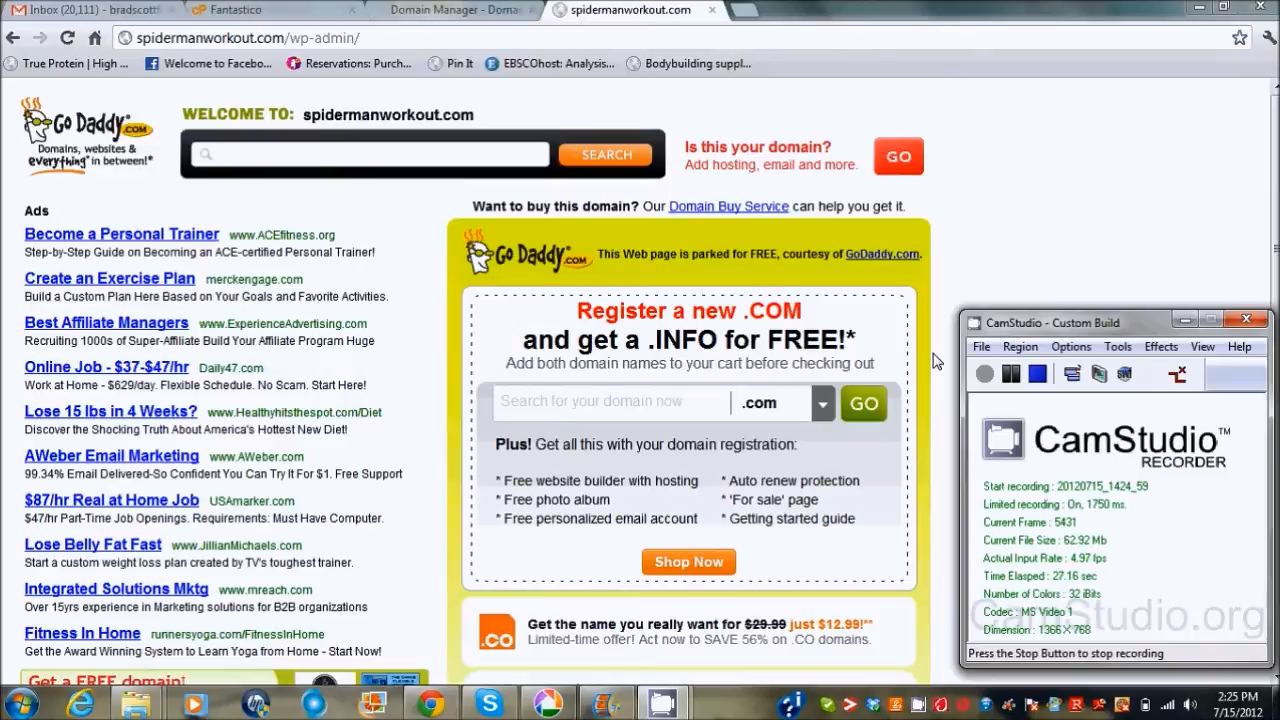 Inbox (20,111) - bradscottf
Fantastico
Domain Manager - Doma
spidermanworkout.com
spidermanworkout.com/wp-admin/
True Protein | High ...
Welcome to Facebo...
Reservations: Purch...
Pin It
EBSCOhost: Analysis...
Bodybuilding suppl...
Go Daddy.com
Domains, websites &
everything* in between!*
WELCOME TO: spidermanworkout.com
SEARCH
Is this your domain?
Add hosting, email and more.
GO
Want to buy this domain? Our Domain Buy Service can help you get it.
Ads
Become a Personal Trainer www.ACEfitness.org
Step-by-Step Guide on Becoming an ACE-certified Personal Trainer!
Create an Exercise Plan merckengage.com
Build a Custom Plan Here Based on Your Goals and Favorite Activities.
Best Affiliate Managers www.ExperienceAdvertising.com
Recruiting 1000s of Super-Affiliate Build Your Affiliate Program Huge
Online Job - $37-$47/hr Daily47.com
Work at Home - $629/day. Flexible Schedule. No Scam. Start Here!
Lose 15 lbs in 4 Weeks? www.Healthyhitsthespot.com/Diet
Discover the Shocking Truth About America's Hottest New Diet!
AWeber Email Marketing www.AWeber.com
99.34% Email Delivered-So Confident You Can Try It For $1. Free Support
$87/hr Real at Home Job USAmarker.com
$47/hr Part-Time Job Openings. Requirements: Must Have Computer.
Lose Belly Fat Fast www.JillianMichaels.com
Start a custom weight loss plan created by TV's toughest trainer.
Integrated Solutions Mktg www.mreach.com
Over 15yrs experience in Marketing solutions for B2B organizations
Fitness In Home runnersyoga.com/FitnessInHome
Get the Award Winning System to Learn Yoga from Home - Start Now!
Get a FREE domain!
Go Daddy.com This Web page is parked for FREE, courtesy of GoDaddy.com.
Register a new .COM
and get a .INFO for FREE!*
Add both domain names to your cart before checking out
Search for your domain now
.com
GO
Plus! Get all this with your domain registration:
* Free website builder with hosting
* Free photo album
* Free personalized email account
* Auto renew protection
* 'For sale' page
* Getting started guide
Shop Now
.co
Get the name you really want for $29.99 just $12.99!**
Limited-time offer! Act now to SAVE 56% on .CO domains.
CamStudio - Custom Build
File Region Options Tools Effects View Help
CamStudio™
RECORDER
Start recording : 20120715_1424_59
Limited recording : On, 1750 ms.
Current Frame : 5431
Current File Size : 62.92 Mb
Actual Input Rate : 4.97 fps
Time Elasped : 27.16 sec
Number of Colors : 32 iBits
Codec : MS Video 1
Dimension : 1366 X 768
CamStudio.org
Press the Stop Button to stop recording
2:25 PM
7/15/2012